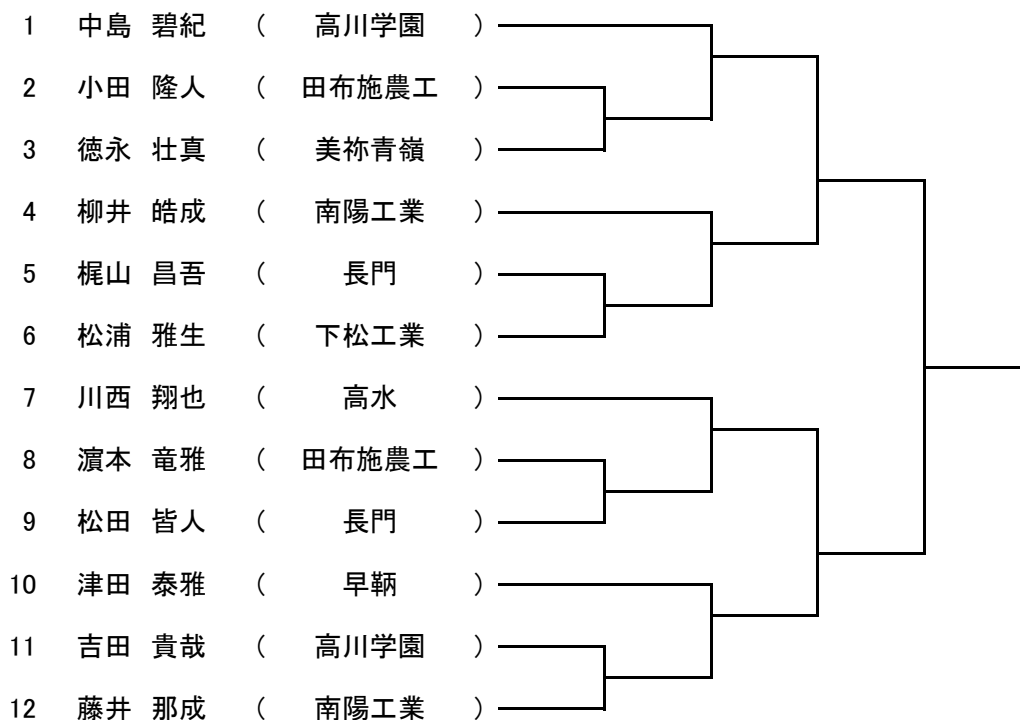 1 中島 碧紀 ( 高川学園 )
2 小田 隆人 ( 田布施農工 )
3 徳永 壮真 ( 美祢青嶺 )
4 柳井 皓成 ( 南陽工業 )
5 梶山 昌吾 ( 長門 )
6 松浦 雅生 ( 下松工業 )
7 川西 翔也 ( 高水 )
8 濵本 竜雅 ( 田布施農工 )
9 松田 皆人 ( 長門 )
10 津田 泰雅 ( 早鞆 )
11 吉田 貴哉 ( 高川学園 )
12 藤井 那成 ( 南陽工業 )